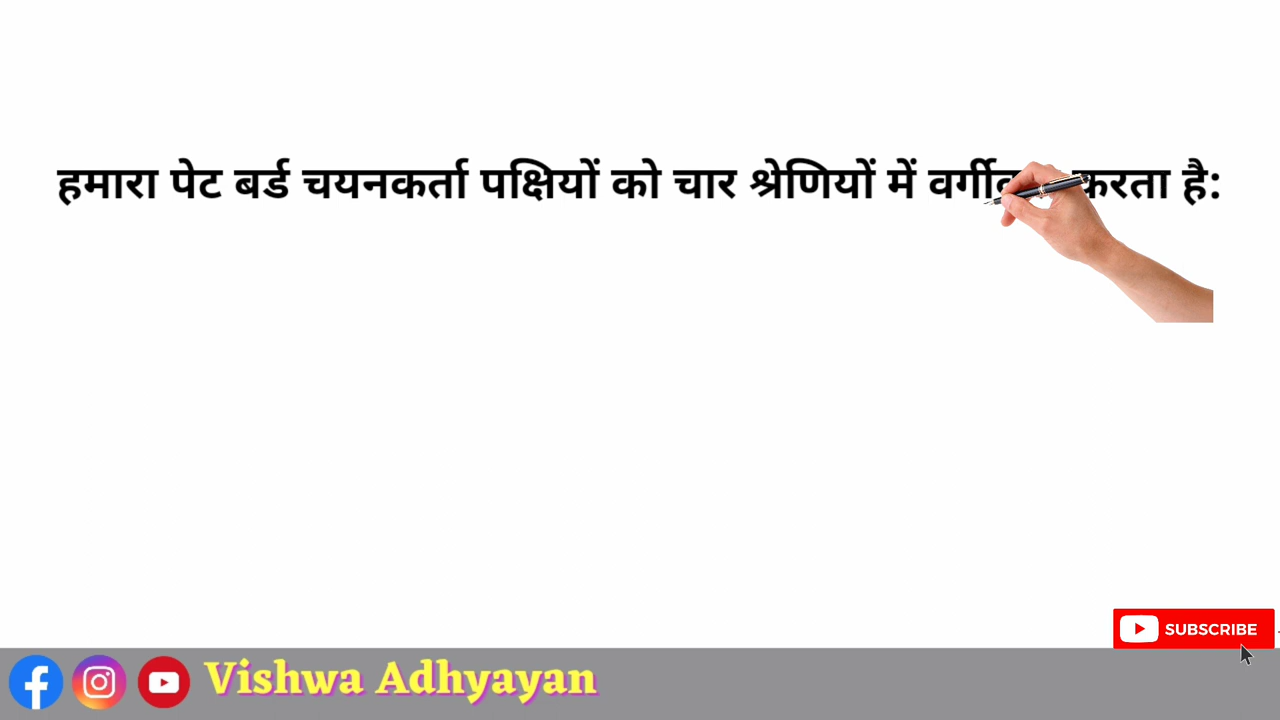 हमारा पेट बर्ड चयनकर्ता पक्षियों को चार श्रेणियों में करता है:
SUBSCRIBE
Vishwa Adhyayan